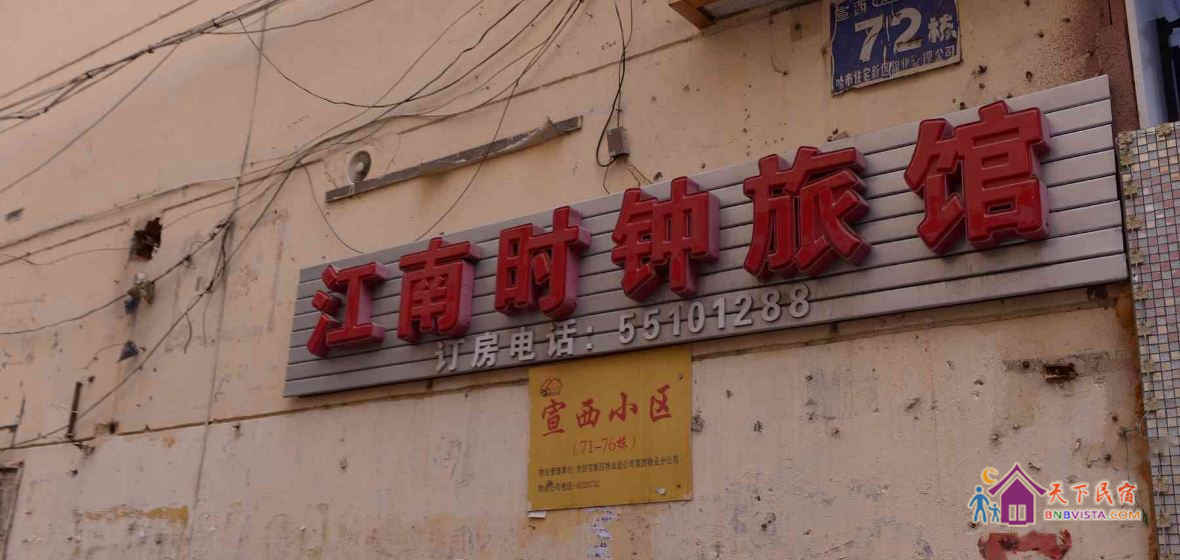 宣西
72栋
江南时钟旅馆
订房电话：55101288
宣西小区
（71-76栋）
天下民宿
BNBVISTA.COM